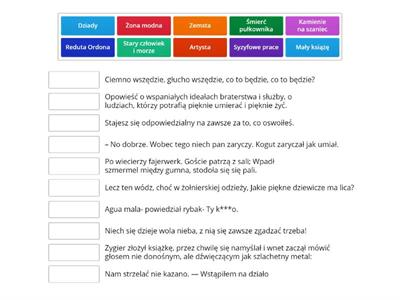 Dziady
Żona modna
Zemsta
Śmierć
pułkownika
Kamienie
na szaniec
Reduta Ordona
Stary człowiek
i morze
Artysta
Syzyfowe prace
Mały książę
Ciemno wszędzie, głucho wszędzie, co to będzie, co to będzie?
Opowieść o wspaniałych ideałach braterstwa i służby, o
ludziach, którzy potrafią pięknie umierać i pięknie żyć.
Stajesz się odpowiedzialny na zawsze za to, co oswoiłeś.
– No dobrze. Wobec tego niech pan zaryczy. Kogut zaryczał jak umiał.
Po wieczerzy fajerwerk. Goście patrzą z sali; Wpadł
szmermel między gumna, stodoła się się pali.
Lecz ten wódz, choć w żołnierskiej odzieży, Jakie piękne dziewicze ma lica?
Agua mala- powiedział rybak- Ty k***o.
Niech się dzieje wola nieba, z nią się zawsze zgadzać trzeba!
Zygier złożył książkę, przez chwilę się namyślał i wnet zaczął mówić
głosem nie donośnym, ale dźwięczącym jak szlachetny metal:
Nam strzelać nie kazano. — Wstąpiłem na działo